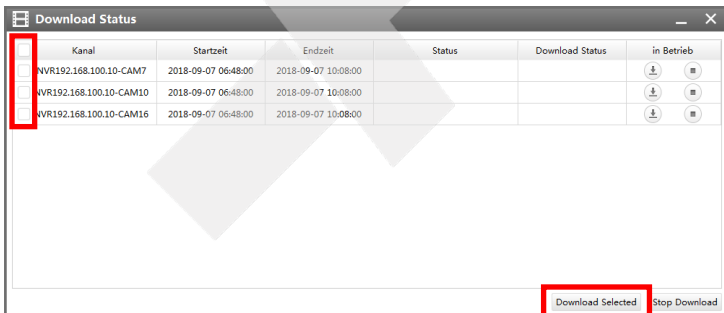 Download Status
Kanal Startzeit Endzeit Status Download Status in Betrieb
NVR192.168.100.10-CAM7 2018-09-07 06:48:00 2018-09-07 10:08:00
NVR192.168.100.10-CAM10 2018-09-07 06:48:00 2018-09-07 10:08:00
NVR192.168.100.10-CAM16 2018-09-07 06:48:00 2018-09-07 10:08:00
Download Selected Stop Download